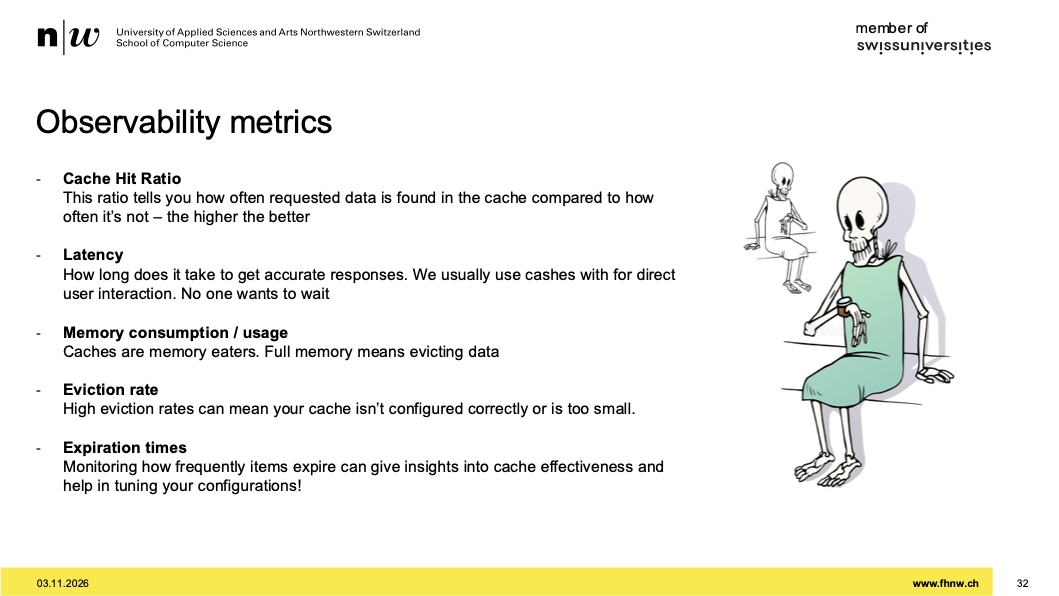 n|w University of Applied Sciences and Arts Northwestern Switzerland
School of Computer Science
member of
swissuniversities
Observability metrics
- Cache Hit Ratio
This ratio tells you how often requested data is found in the cache compared to how
often it’s not – the higher the better
- Latency
How long does it take to get accurate responses. We usually use cashes with for direct
user interaction. No one wants to wait
- Memory consumption / usage
Caches are memory eaters. Full memory means evicting data
- Eviction rate
High eviction rates can mean your cache isn’t configured correctly or is too small.
- Expiration times
Monitoring how frequently items expire can give insights into cache effectiveness and
help in tuning your configurations!
03.11.2026
www.fhnw.ch
32